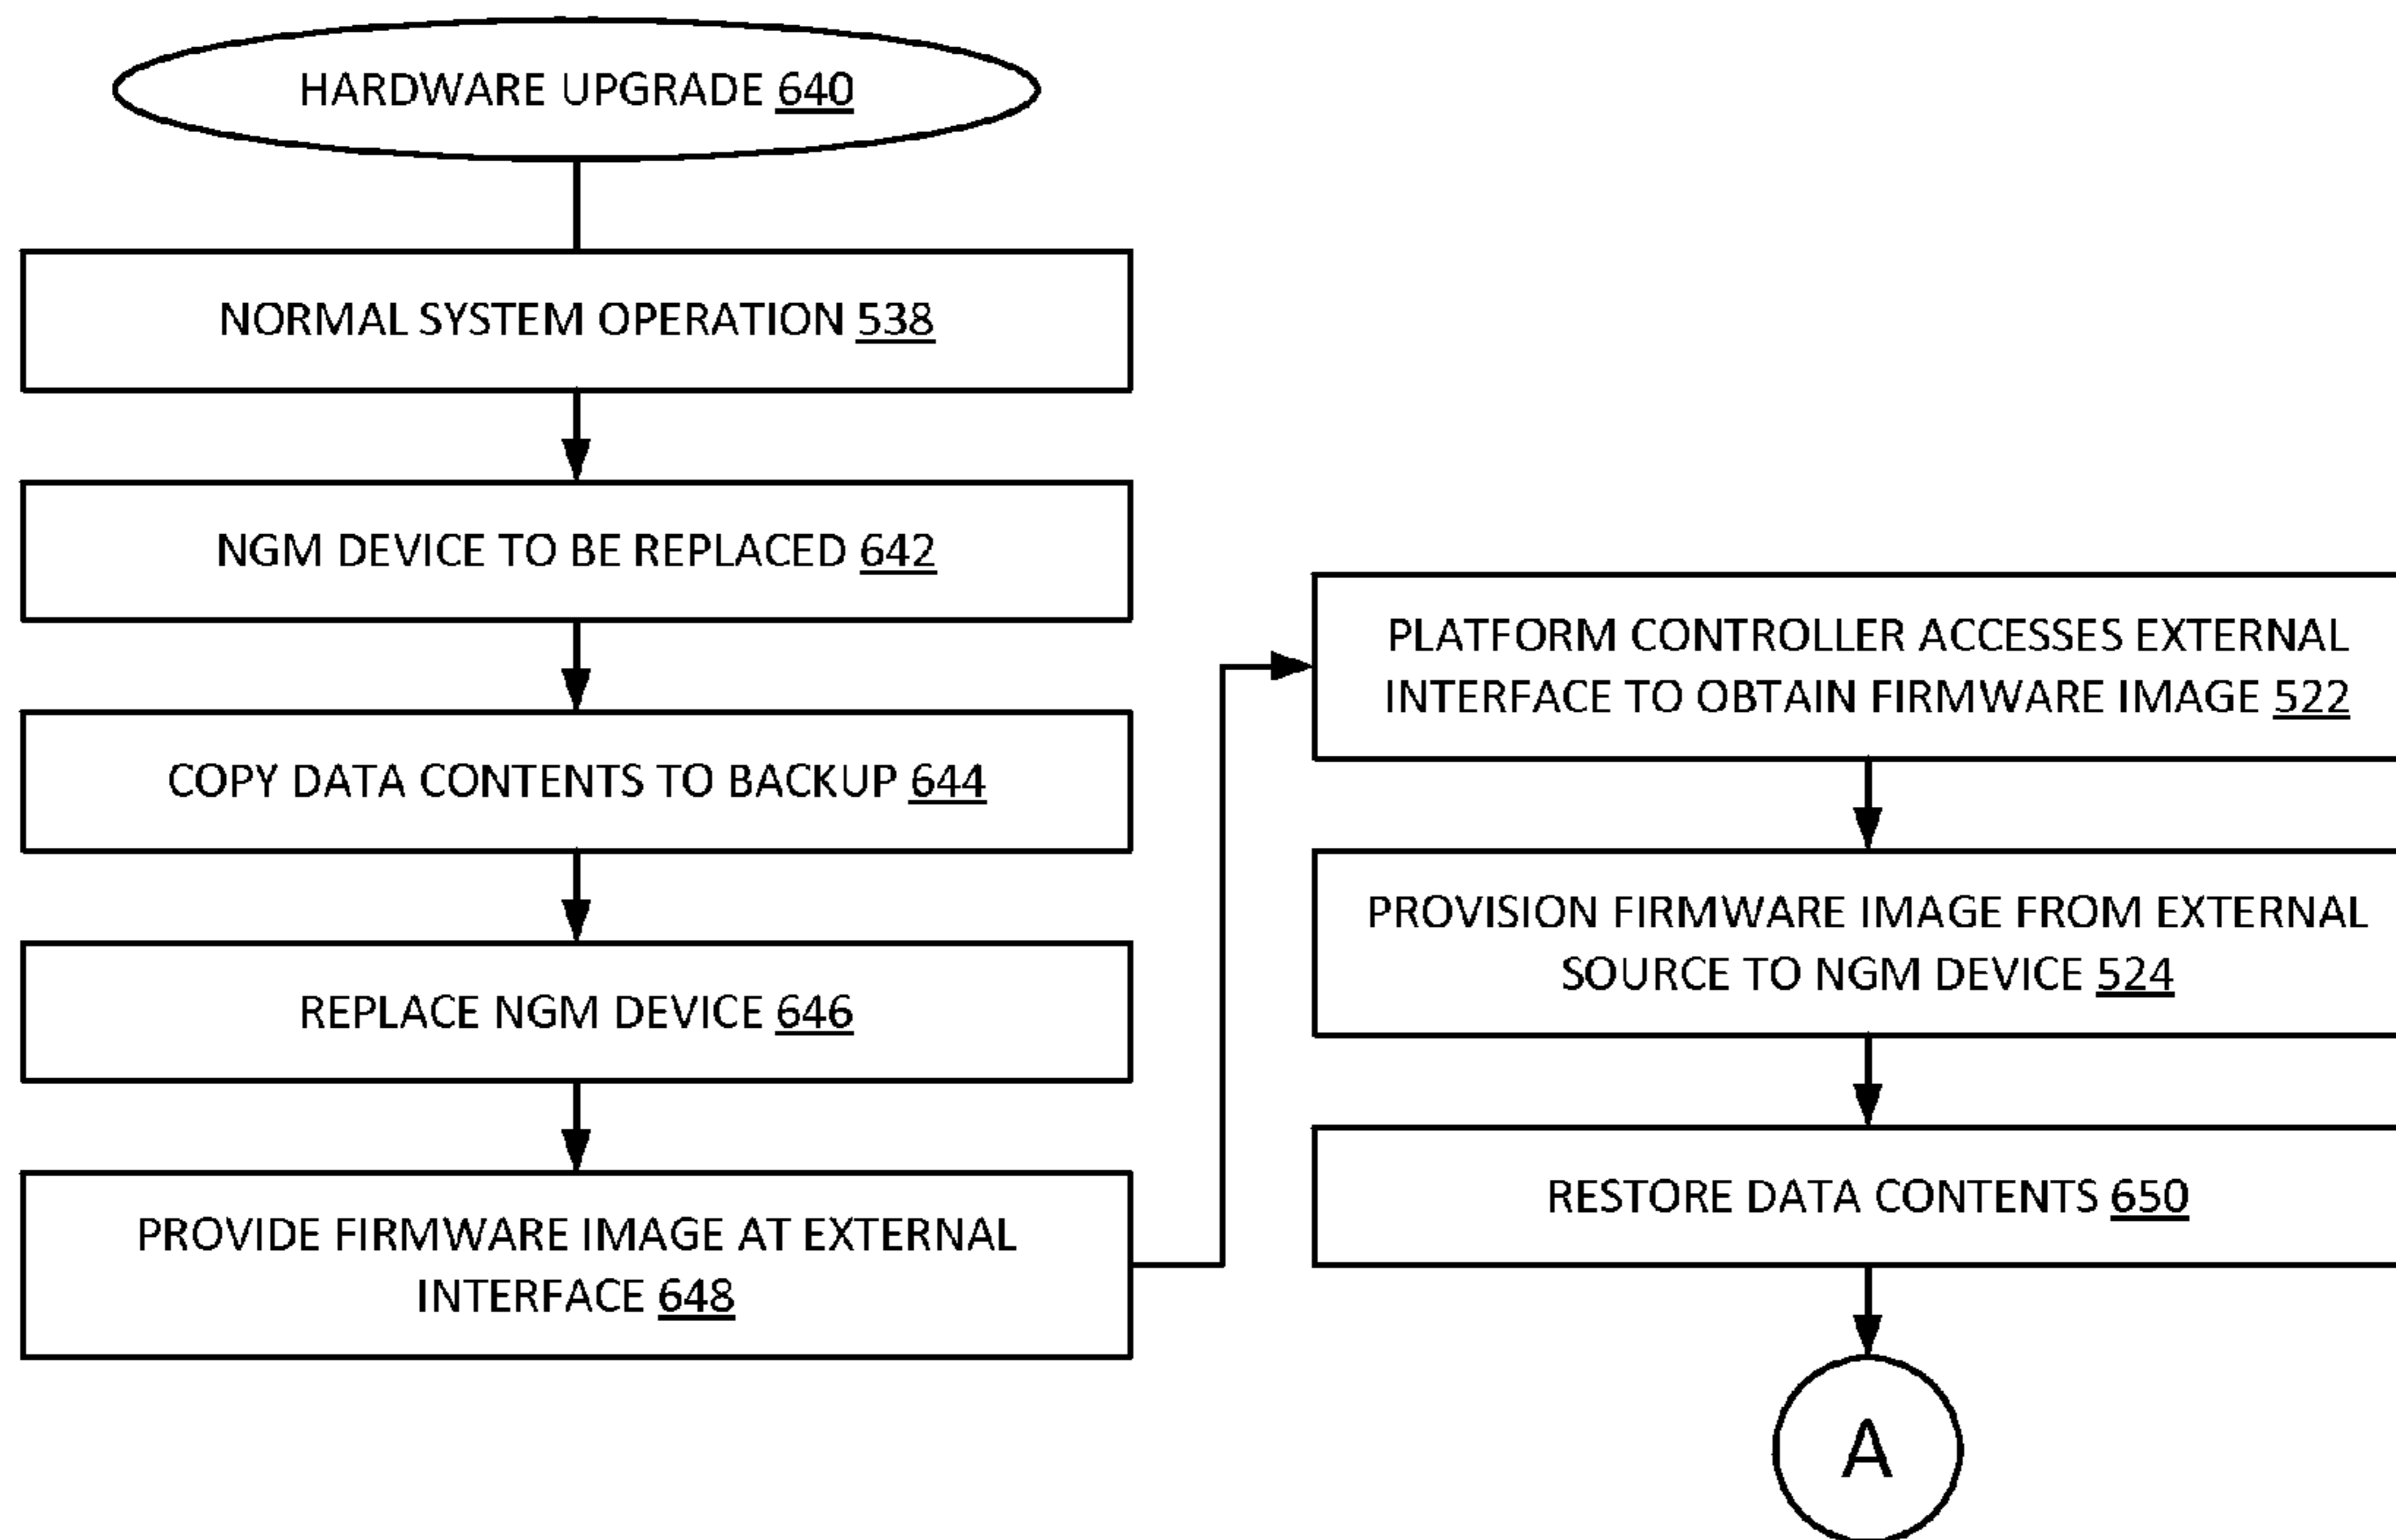 HARDWARE UPGRADE 640
NORMAL SYSTEM OPERATION 538
NGM DEVICE TO BE REPLACED 642
COPY DATA CONTENTS TO BACKUP 644
REPLACE NGM DEVICE 646
PROVIDE FIRMWARE IMAGE AT EXTERNAL
INTERFACE 648
PLATFORM CONTROLLER ACCESSES EXTERNAL
INTERFACE TO OBTAIN FIRMWARE IMAGE 522
PROVISION FIRMWARE IMAGE FROM EXTERNAL
SOURCE TO NGM DEVICE 524
RESTORE DATA CONTENTS 650
A